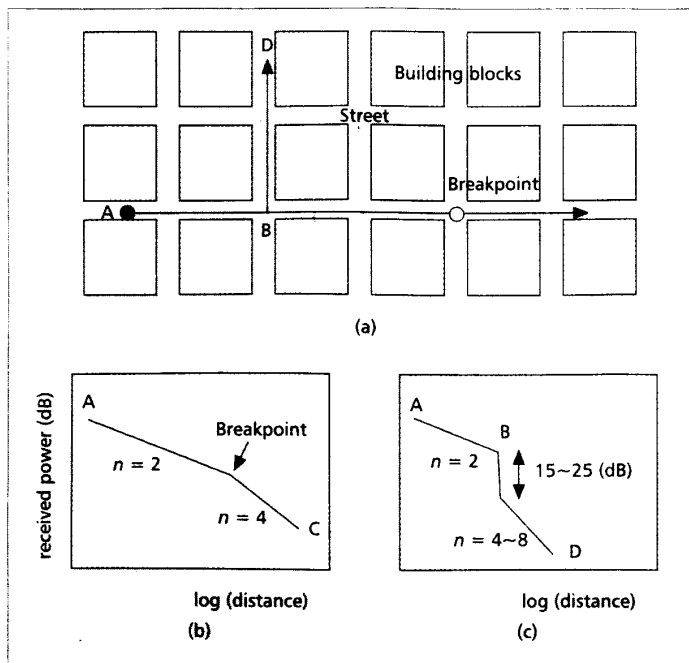 D
Building blocks
Street
Breakpoint
A
B
(a)
received power (dB)
A
Breakpoint
n = 2
n = 4
C
log (distance)
(b)
A
B
n = 2
15~25 (dB)
n = 4~8
D
log (distance)
(c)